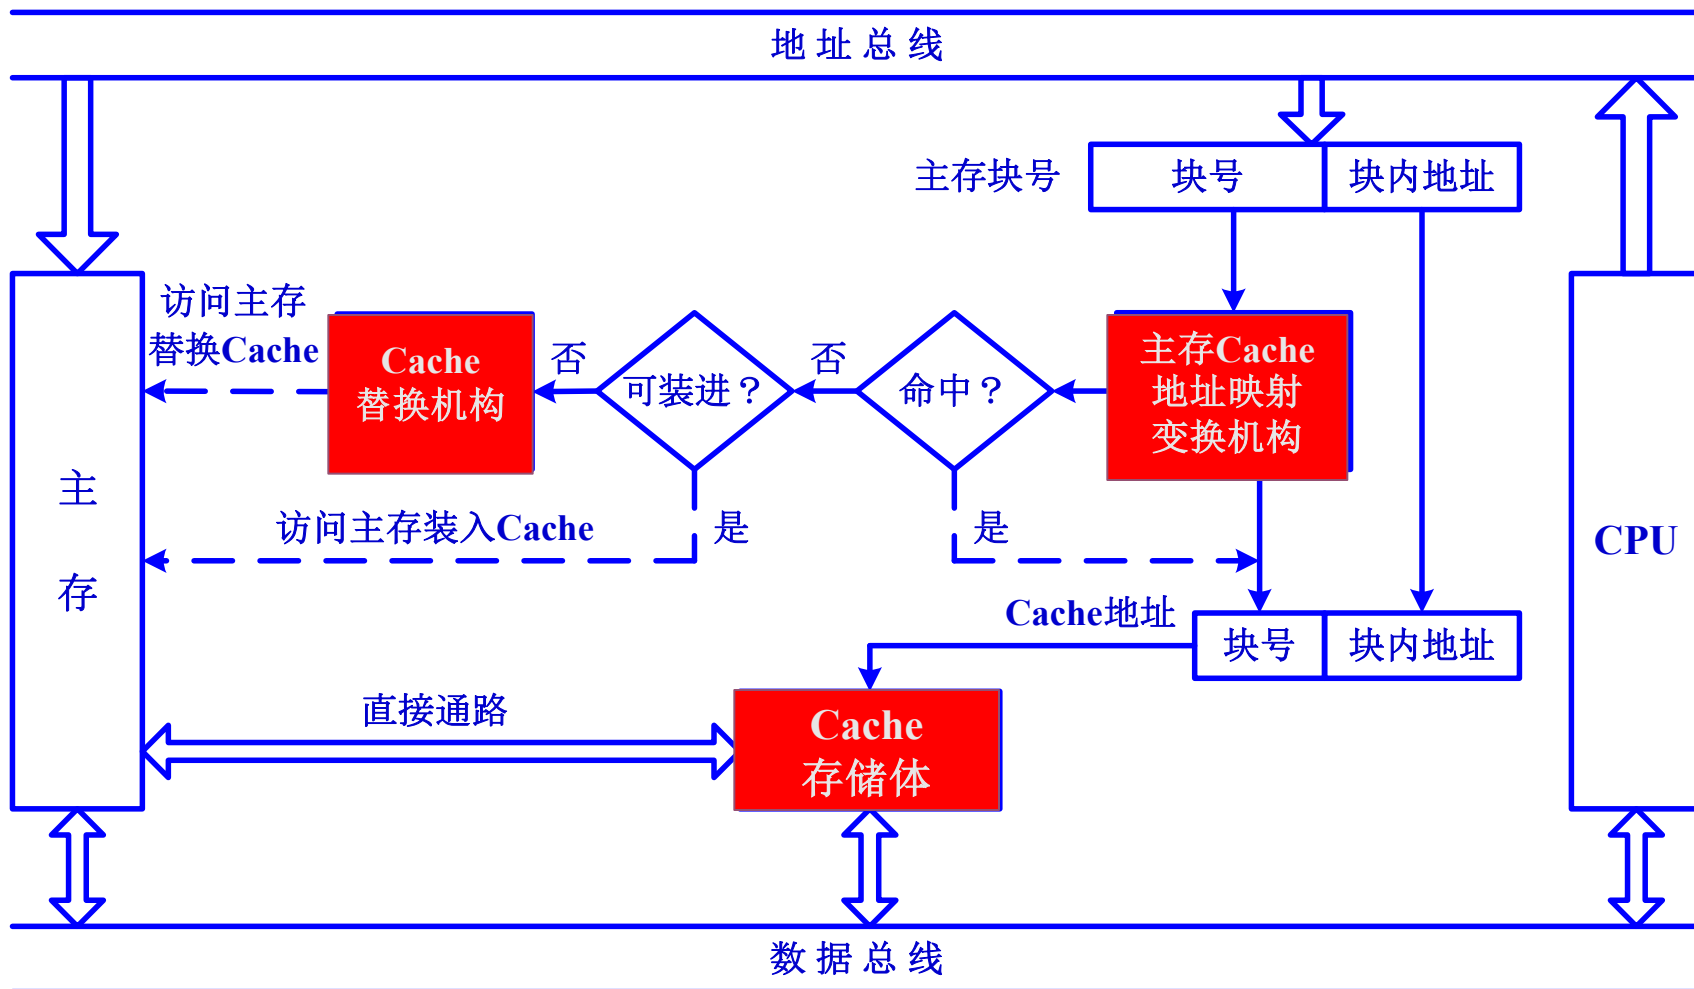 地址总线
主存块号
块号
块内地址
访问主存
替换Cache
Cache
替换机构
否
可装进？
否
命中？
主存Cache
地址映射
变换机构
主
存
访问主存装入Cache
是
是
CPU
Cache地址
块号
块内地址
直接通路
Cache
存储体
数据总线